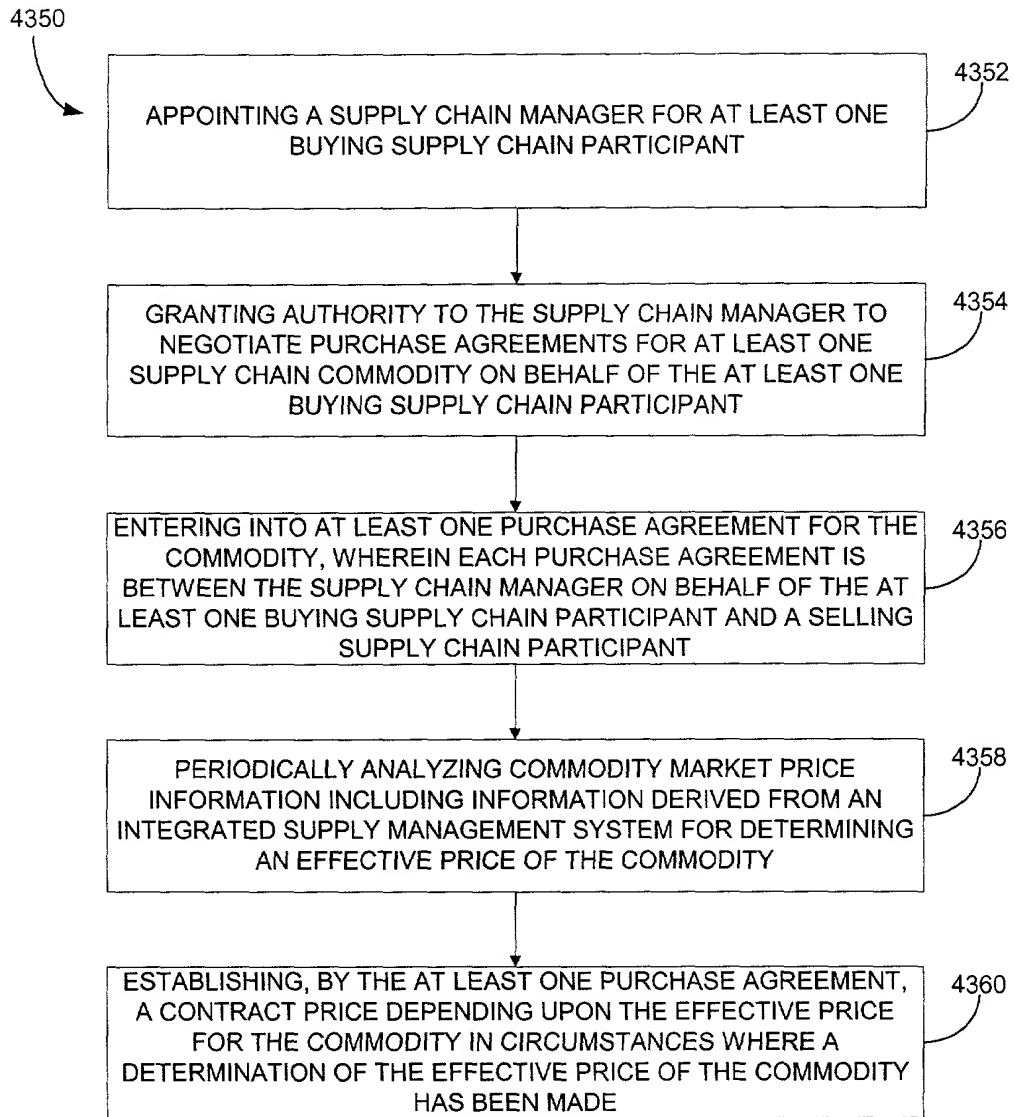 4350
APPOINTING A SUPPLY CHAIN MANAGER FOR AT LEAST ONE
BUYING SUPPLY CHAIN PARTICIPANT
4352
GRANTING AUTHORITY TO THE SUPPLY CHAIN MANAGER TO
NEGOTIATE PURCHASE AGREEMENTS FOR AT LEAST ONE
SUPPLY CHAIN COMMODITY ON BEHALF OF THE AT LEAST ONE
BUYING SUPPLY CHAIN PARTICIPANT
4354
ENTERING INTO AT LEAST ONE PURCHASE AGREEMENT FOR THE
COMMODITY, WHEREIN EACH PURCHASE AGREEMENT IS
BETWEEN THE SUPPLY CHAIN MANAGER ON BEHALF OF THE AT
LEAST ONE BUYING SUPPLY CHAIN PARTICIPANT AND A SELLING
SUPPLY CHAIN PARTICIPANT
4356
PERIODICALLY ANALYZING COMMODITY MARKET PRICE
INFORMATION INCLUDING INFORMATION DERIVED FROM AN
INTEGRATED SUPPLY MANAGEMENT SYSTEM FOR DETERMINING
AN EFFECTIVE PRICE OF THE COMMODITY
4358
ESTABLISHING, BY THE AT LEAST ONE PURCHASE AGREEMENT,
A CONTRACT PRICE DEPENDING UPON THE EFFECTIVE PRICE
FOR THE COMMODITY IN CIRCUMSTANCES WHERE A
DETERMINATION OF THE EFFECTIVE PRICE OF THE COMMODITY
HAS BEEN MADE
4360